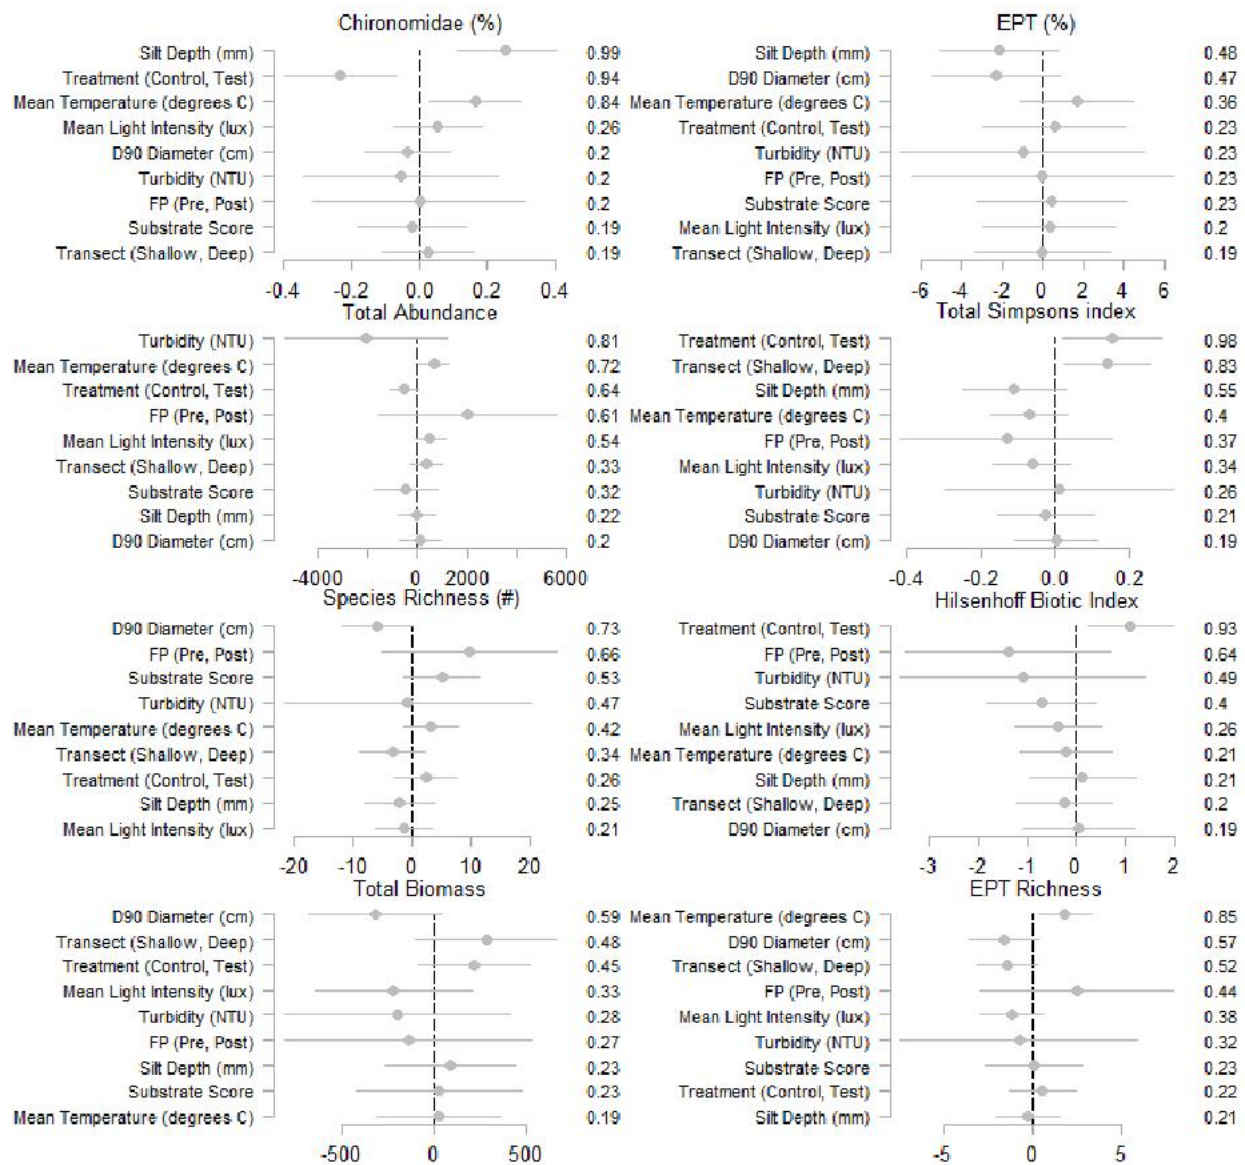 Chironomidae (%)
Silt Depth (mm) 0.99
Treatment (Control, Test) 0.94
Mean Temperature (degrees C) 0.84
Mean Light Intensity (lux) 0.26
D90 Diameter (cm) 0.2
Turbidity (NTU) 0.2
FP (Pre, Post) 0.2
Substrate Score 0.19
Transect (Shallow, Deep) 0.19
-0.4 0.0 0.2 0.4
EPT (%)
Silt Depth (mm) 0.48
D90 Diameter (cm) 0.47
Mean Temperature (degrees C) 0.36
Treatment (Control, Test) 0.23
Turbidity (NTU) 0.23
FP (Pre, Post) 0.23
Substrate Score 0.23
Mean Light Intensity (lux) 0.2
Transect (Shallow, Deep) 0.19
-6 -4 -2 0 2 4 6
Total Abundance
Turbidity (NTU) 0.81
Mean Temperature (degrees C) 0.72
Treatment (Control, Test) 0.64
FP (Pre, Post) 0.61
Mean Light Intensity (lux) 0.54
Transect (Shallow, Deep) 0.33
Substrate Score 0.32
Silt Depth (mm) 0.22
D90 Diameter (cm) 0.2
-4000 0 2000 6000
Total Simpsons index
Treatment (Control, Test) 0.98
Transect (Shallow, Deep) 0.83
Silt Depth (mm) 0.55
Mean Temperature (degrees C) 0.4
FP (Pre, Post) 0.37
Mean Light Intensity (lux) 0.34
Turbidity (NTU) 0.26
Substrate Score 0.21
D90 Diameter (cm) 0.19
-0.4 -0.2 0.0 0.2
Species Richness (#)
D90 Diameter (cm) 0.73
FP (Pre, Post) 0.66
Substrate Score 0.53
Turbidity (NTU) 0.47
Mean Temperature (degrees C) 0.42
Transect (Shallow, Deep) 0.34
Treatment (Control, Test) 0.26
Silt Depth (mm) 0.25
Mean Light Intensity (lux) 0.21
-20 -10 0 10 20
Hilsenhoff Biotic Index
Treatment (Control, Test) 0.93
FP (Pre, Post) 0.64
Turbidity (NTU) 0.49
Substrate Score 0.4
Mean Light Intensity (lux) 0.26
Mean Temperature (degrees C) 0.21
Silt Depth (mm) 0.21
Transect (Shallow, Deep) 0.2
D90 Diameter (cm) 0.19
-3 -2 -1 0 1 2
Total Biomass
D90 Diameter (cm) 0.59
Transect (Shallow, Deep) 0.48
Treatment (Control, Test) 0.45
Mean Light Intensity (lux) 0.33
Turbidity (NTU) 0.28
FP (Pre, Post) 0.27
Silt Depth (mm) 0.23
Substrate Score 0.23
Mean Temperature (degrees C) 0.19
-500 0 500
EPT Richness
Mean Temperature (degrees C) 0.85
D90 Diameter (cm) 0.57
Transect (Shallow, Deep) 0.52
FP (Pre, Post) 0.44
Mean Light Intensity (lux) 0.38
Turbidity (NTU) 0.32
Substrate Score 0.23
Treatment (Control, Test) 0.22
Silt Depth (mm) 0.21
-5 0 5